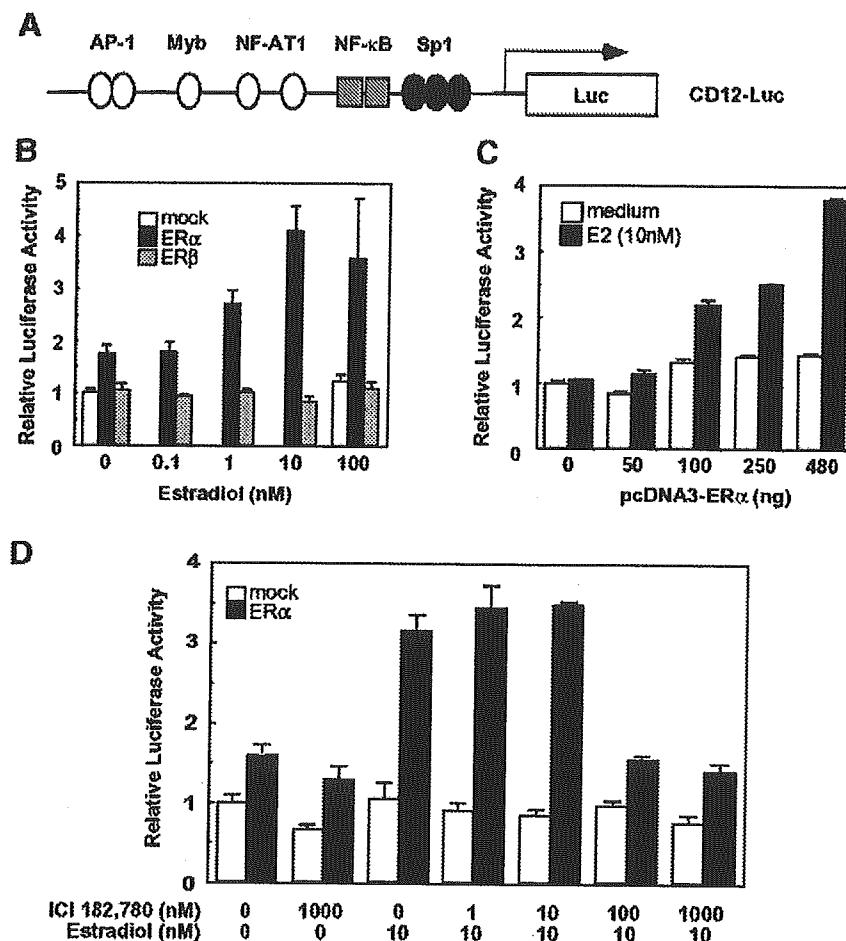 A
AP-1 Myb NF-AT1 NF-κB Sp1
Luc
CD12-Luc
B
Relative Luciferase Activity
5
4
3
2
1
0
mock
ERα
ERβ
0 0.1 1 10 100
Estradiol (nM)
C
Relative Luciferase Activity
4
3
2
1
0
medium
E2 (10nM)
0 50 100 250 480
pcDNA3-ERα (ng)
D
Relative Luciferase Activity
4
3
2
1
0
mock
ERα
ICI 182,780 (nM) 0 1000 0 1 10 100 1000
Estradiol (nM) 0 0 10 10 10 10 10